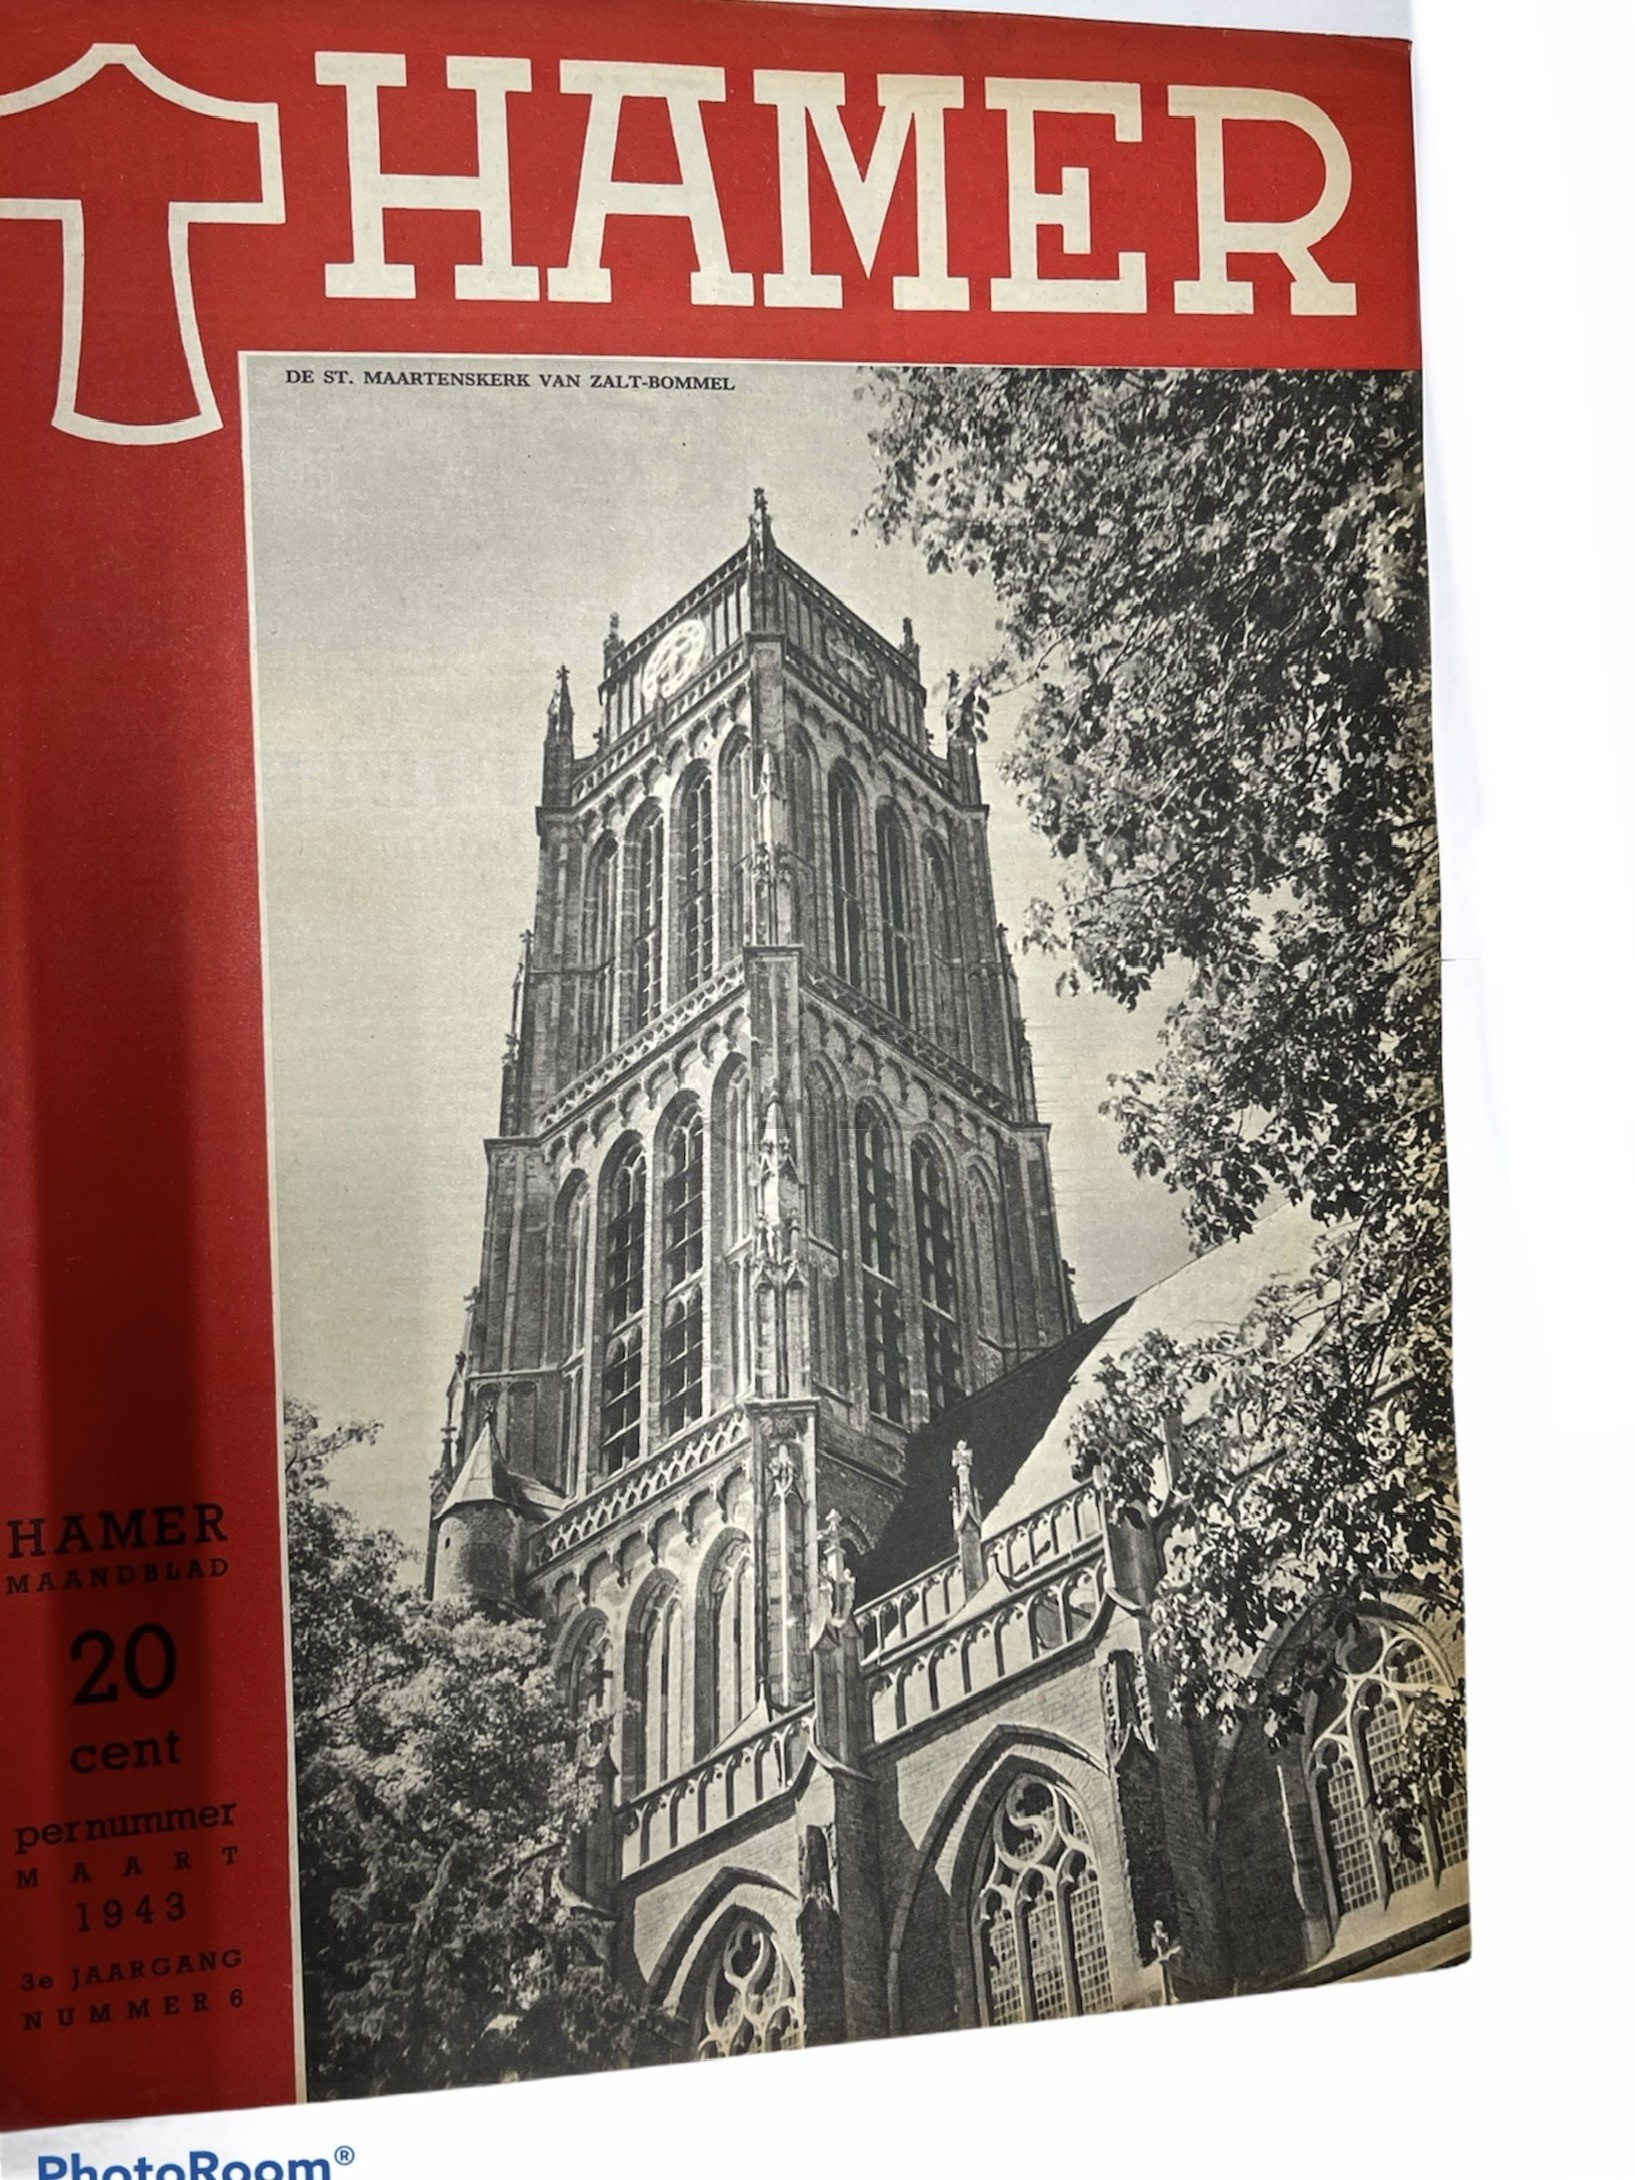 HAMER
DE ST. MAARTENSKERK VAN ZALT-BOMMEL
HAMER
MAANDBLAD
20
cent
per nummer
MAART
1943
3e JAARGANG
NUMMER 6
PhotoRoom®